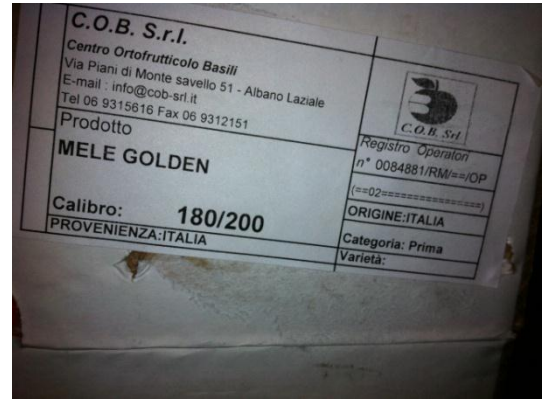 C.O.B. S.r.l.
Centro Ortofrutticolo Basili
Via Piani di Monte savello 51 - Albano Laziale
E-mail : info@cob-srl.it
Tel 06 9315616 Fax 06 9312151
Prodotto
MELE GOLDEN
Calibro: 180/200
PROVENIENZA:ITALIA
C.O.B. Srl
Registro Operatori
n° 0084881/RM/==/OP
(==02===============)
ORIGINE:ITALIA
Categoria: Prima
Varietà: